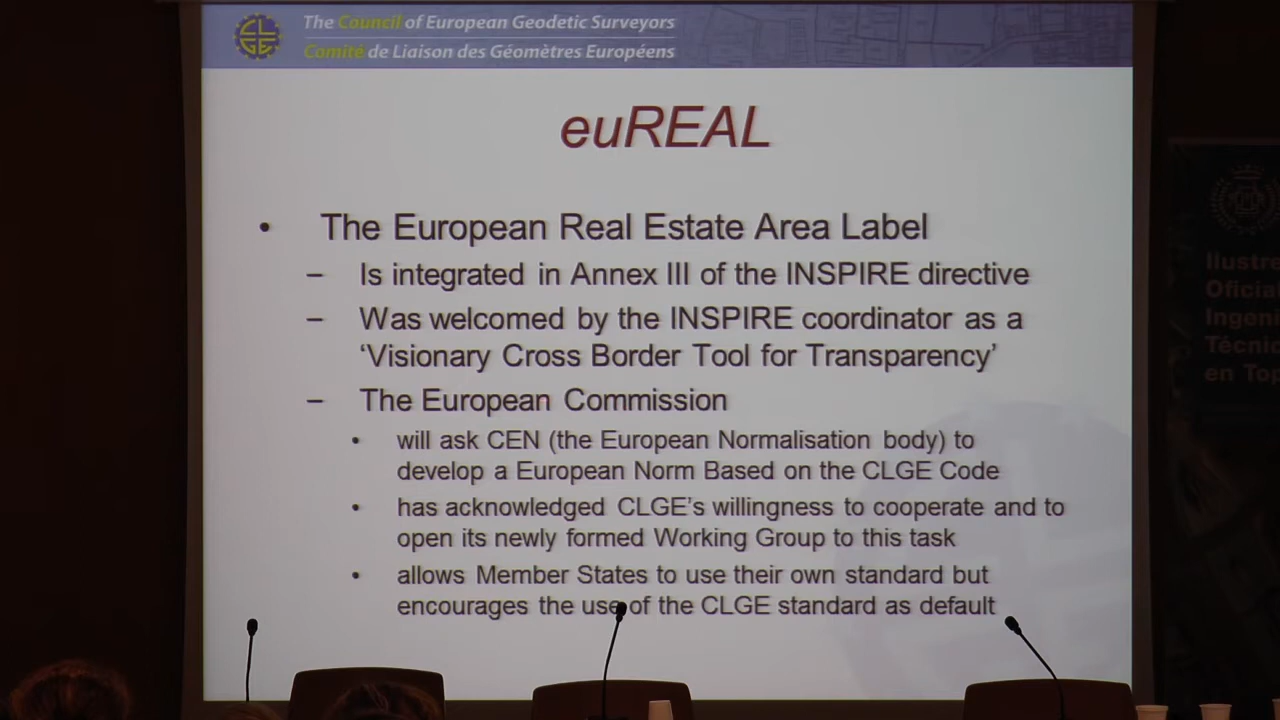 The Council of European Geodetic Surveyors
Comité de Liaison des Géomètres Européens
CLGE
euREAL
• The European Real Estate Area Label
– Is integrated in Annex III of the INSPIRE directive
– Was welcomed by the INSPIRE coordinator as a
‘Visionary Cross Border Tool for Transparency’
– The European Commission
• will ask CEN (the European Normalisation body) to
develop a European Norm Based on the CLGE Code
• has acknowledged CLGE’s willingness to cooperate and to
open its newly formed Working Group to this task
• allows Member States to use their own standard but
encourages the use of the CLGE standard as default
Ilustre
Oficia
Ingen
Técni
en Top